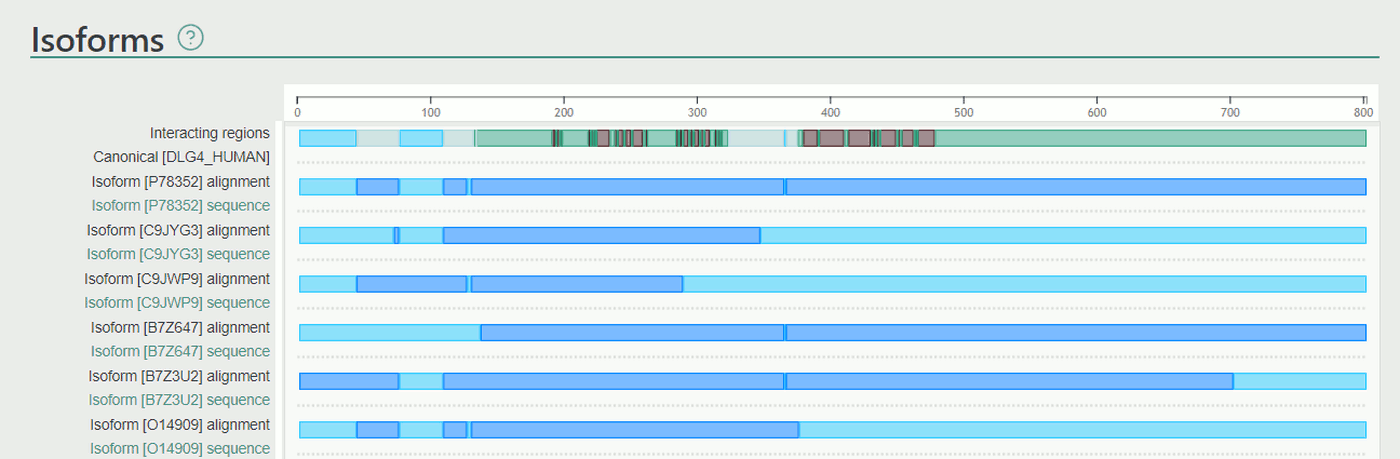 Isoforms ?
0 100 200 300 400 500 600 700 800
Interacting regions
Canonical [DLG4_HUMAN]
Isoform [P78352] alignment
Isoform [P78352] sequence
Isoform [C9JYG3] alignment
Isoform [C9JYG3] sequence
Isoform [C9JWP9] alignment
Isoform [C9JWP9] sequence
Isoform [B7Z647] alignment
Isoform [B7Z647] sequence
Isoform [B7Z3U2] alignment
Isoform [B7Z3U2] sequence
Isoform [O14909] alignment
Isoform [O14909] sequence